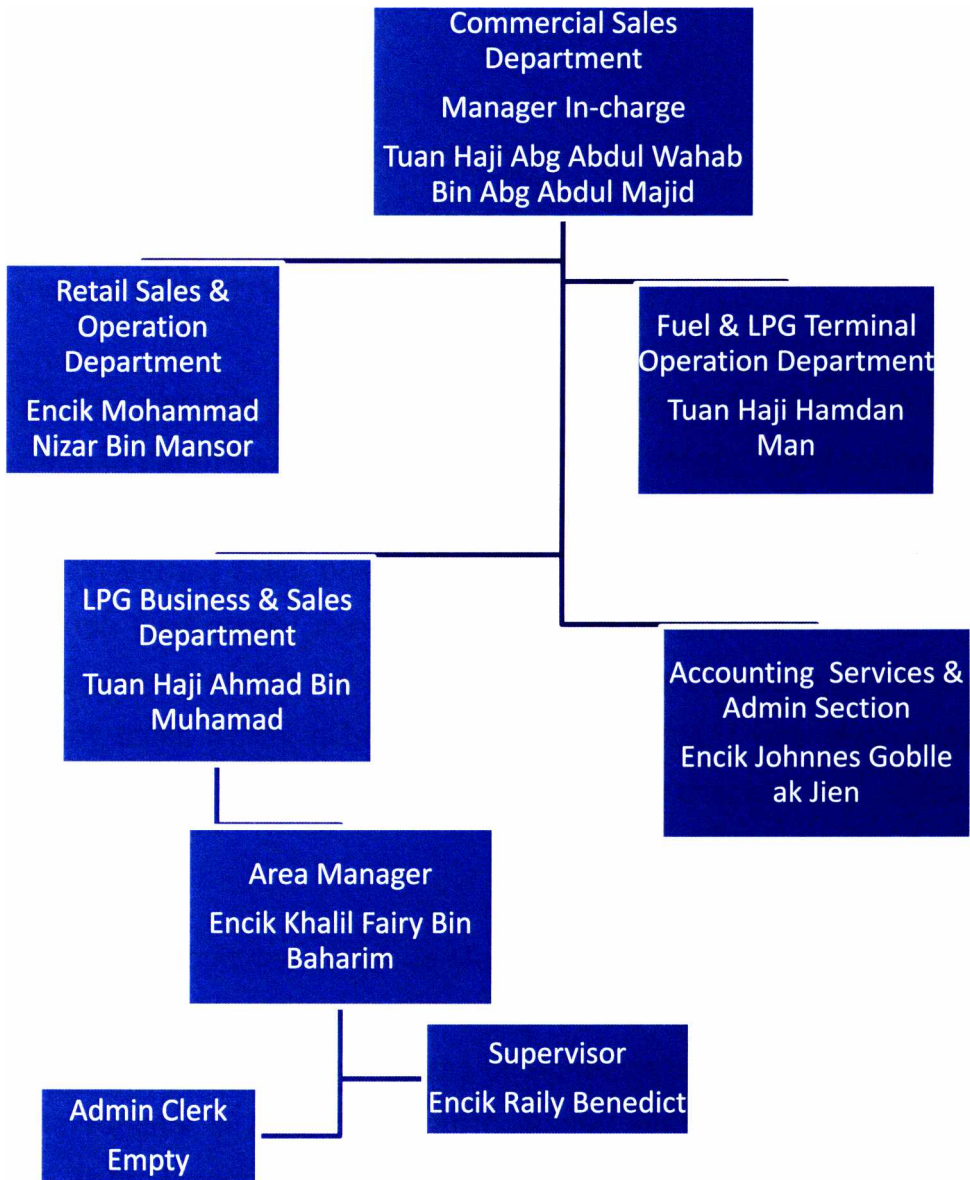 Commercial Sales
Department
Manager In-charge
Tuan Haji Abg Abdul Wahab
Bin Abg Abdul Majid
Retail Sales &
Operation
Department
Encik Mohammad
Nizar Bin Mansor
Fuel & LPG Terminal
Operation Department
Tuan Haji Hamdan
Man
LPG Business & Sales
Department
Tuan Haji Ahmad Bin
Muhamad
Accounting Services &
Admin Section
Encik Johnnes Goblle
ak Jien
Area Manager
Encik Khalil Fairy Bin
Baharim
Supervisor
Encik Raily Benedict
Admin Clerk
Empty